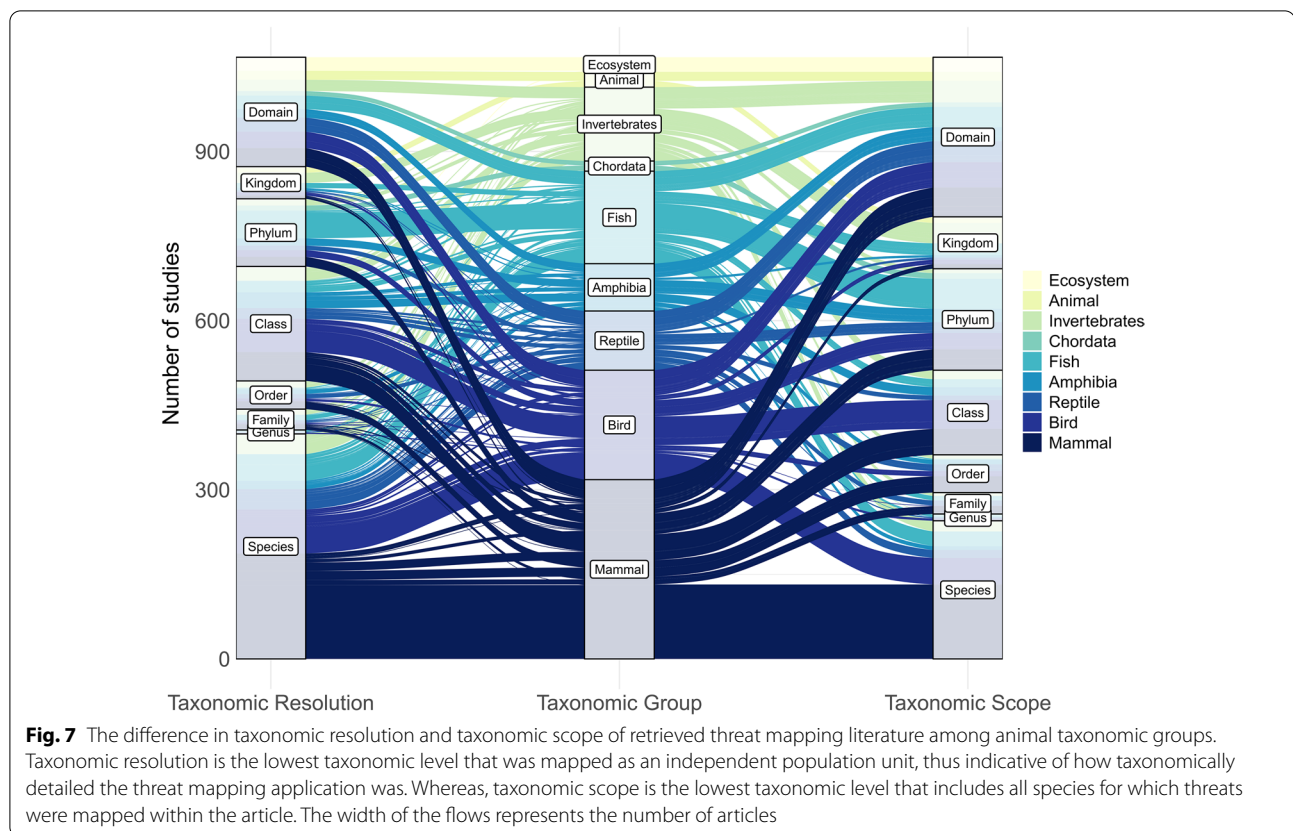 Number of studies
900
600
300
0
Domain
Kingdom
Phylum
Class
Order
Family
Genus
Species
Ecosystem
Animal
Invertebrates
Chordata
Fish
Amphibia
Reptile
Bird
Mammal
Domain
Kingdom
Phylum
Class
Order
Family
Genus
Species
Ecosystem
Animal
Invertebrates
Chordata
Fish
Amphibia
Reptile
Bird
Mammal
Taxonomic Resolution
Taxonomic Group
Taxonomic Scope
Fig. 7 The difference in taxonomic resolution and taxonomic scope of retrieved threat mapping literature among animal taxonomic groups.
Taxonomic resolution is the lowest taxonomic level that was mapped as an independent population unit, thus indicative of how taxonomically
detailed the threat mapping application was. Whereas, taxonomic scope is the lowest taxonomic level that includes all species for which threats
were mapped within the article. The width of the flows represents the number of articles